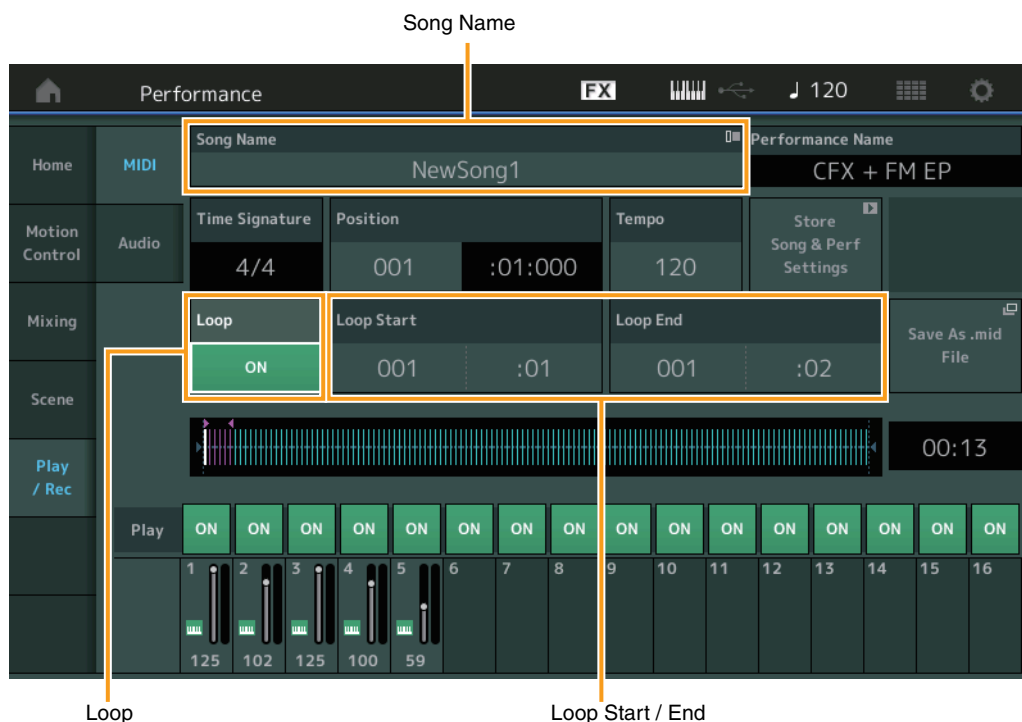 Song Name
Performance
FX
♩ 120
Home
MIDI
Song Name
NewSong1
Performance Name
CFX + FM EP
Motion
Control
Audio
Time Signature
4/4
Position
001
:01:000
Tempo
120
Store
Song & Perf
Settings
Mixing
Loop
ON
Loop Start
001
:01
Loop End
001
:02
Save As .mid
File
Scene
Play
/ Rec
00:13
Play
ON ON ON ON ON ON ON ON ON ON ON ON ON ON ON ON
1 2 3 4 5 6 7 8 9 10 11 12 13 14 15 16
125 102 125 100 59
Loop
Loop Start / End